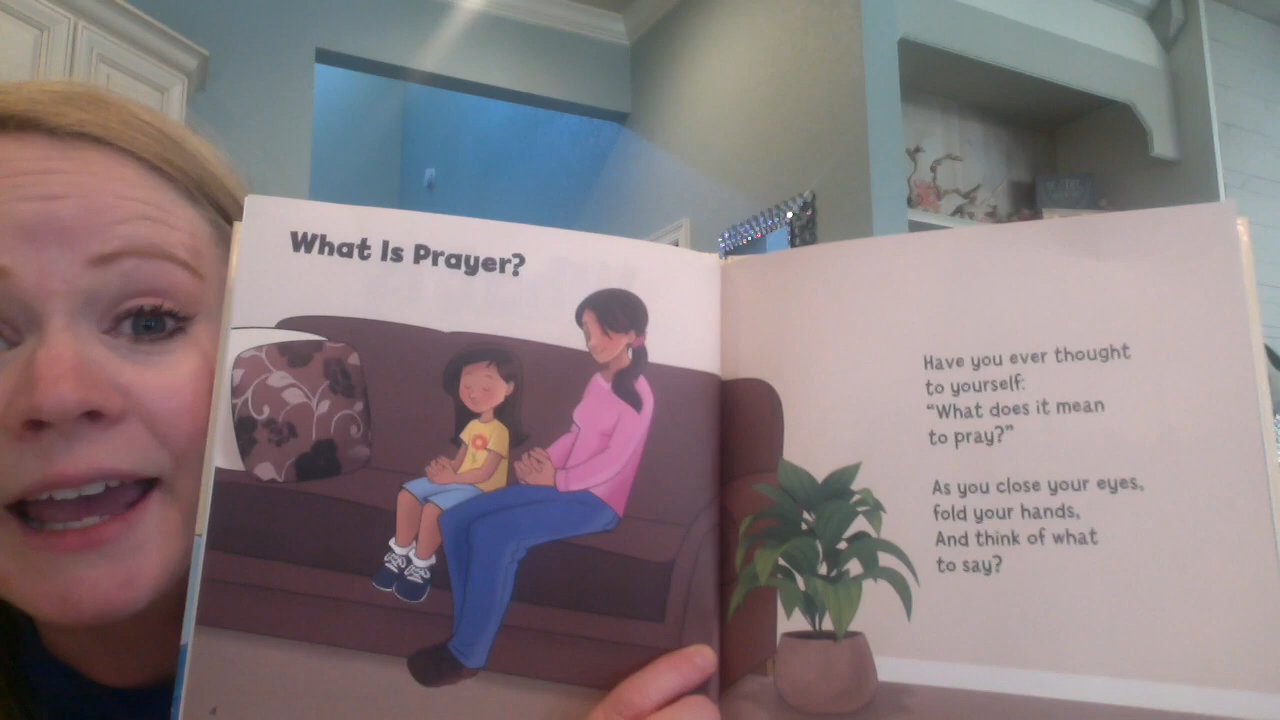 What Is Prayer?
Have you ever thought
to yourself:
“What does it mean
to pray?”
As you close your eyes,
fold your hands,
And think of what
to say?